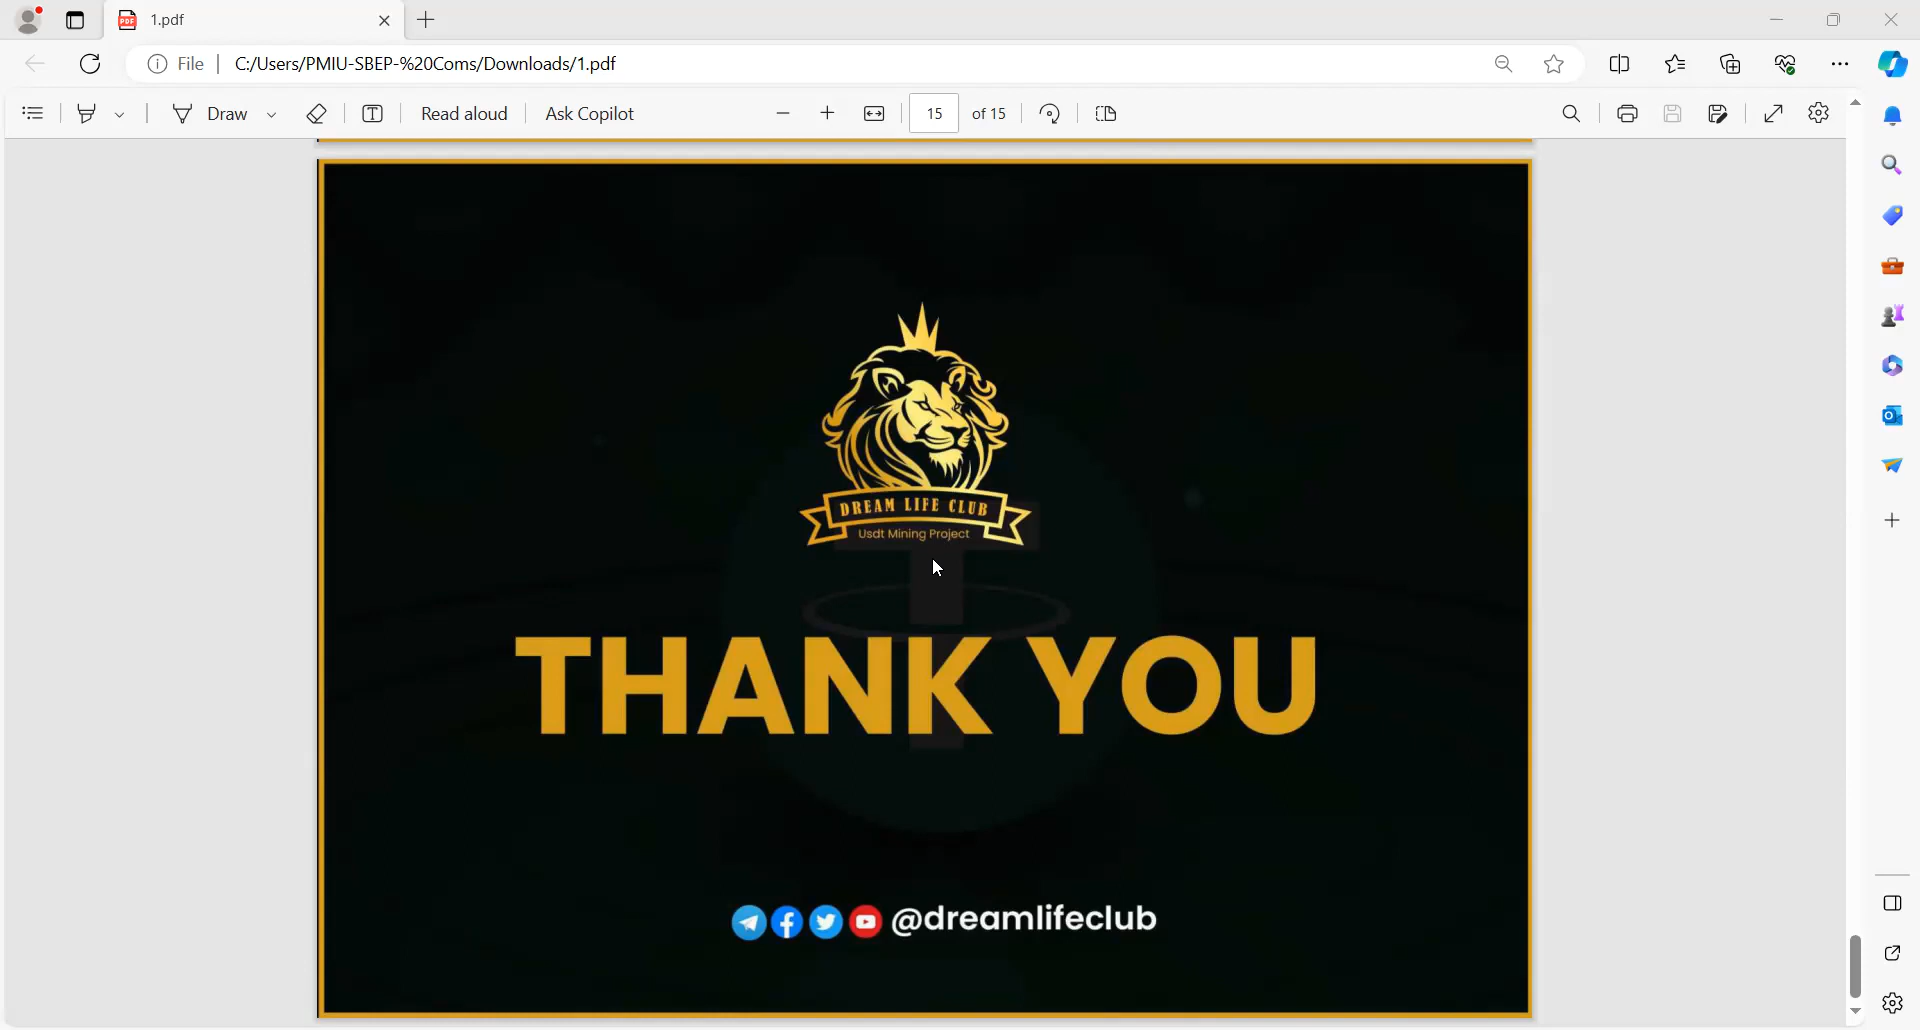 1.pdf
File
C:/Users/PMIU-SBEP-%20Coms/Downloads/1.pdf
Draw
Read aloud
Ask Copilot
15
of 15
DREAM LIFE CLUB
Usdt Mining Project
THANK YOU
@dreamlifeclub